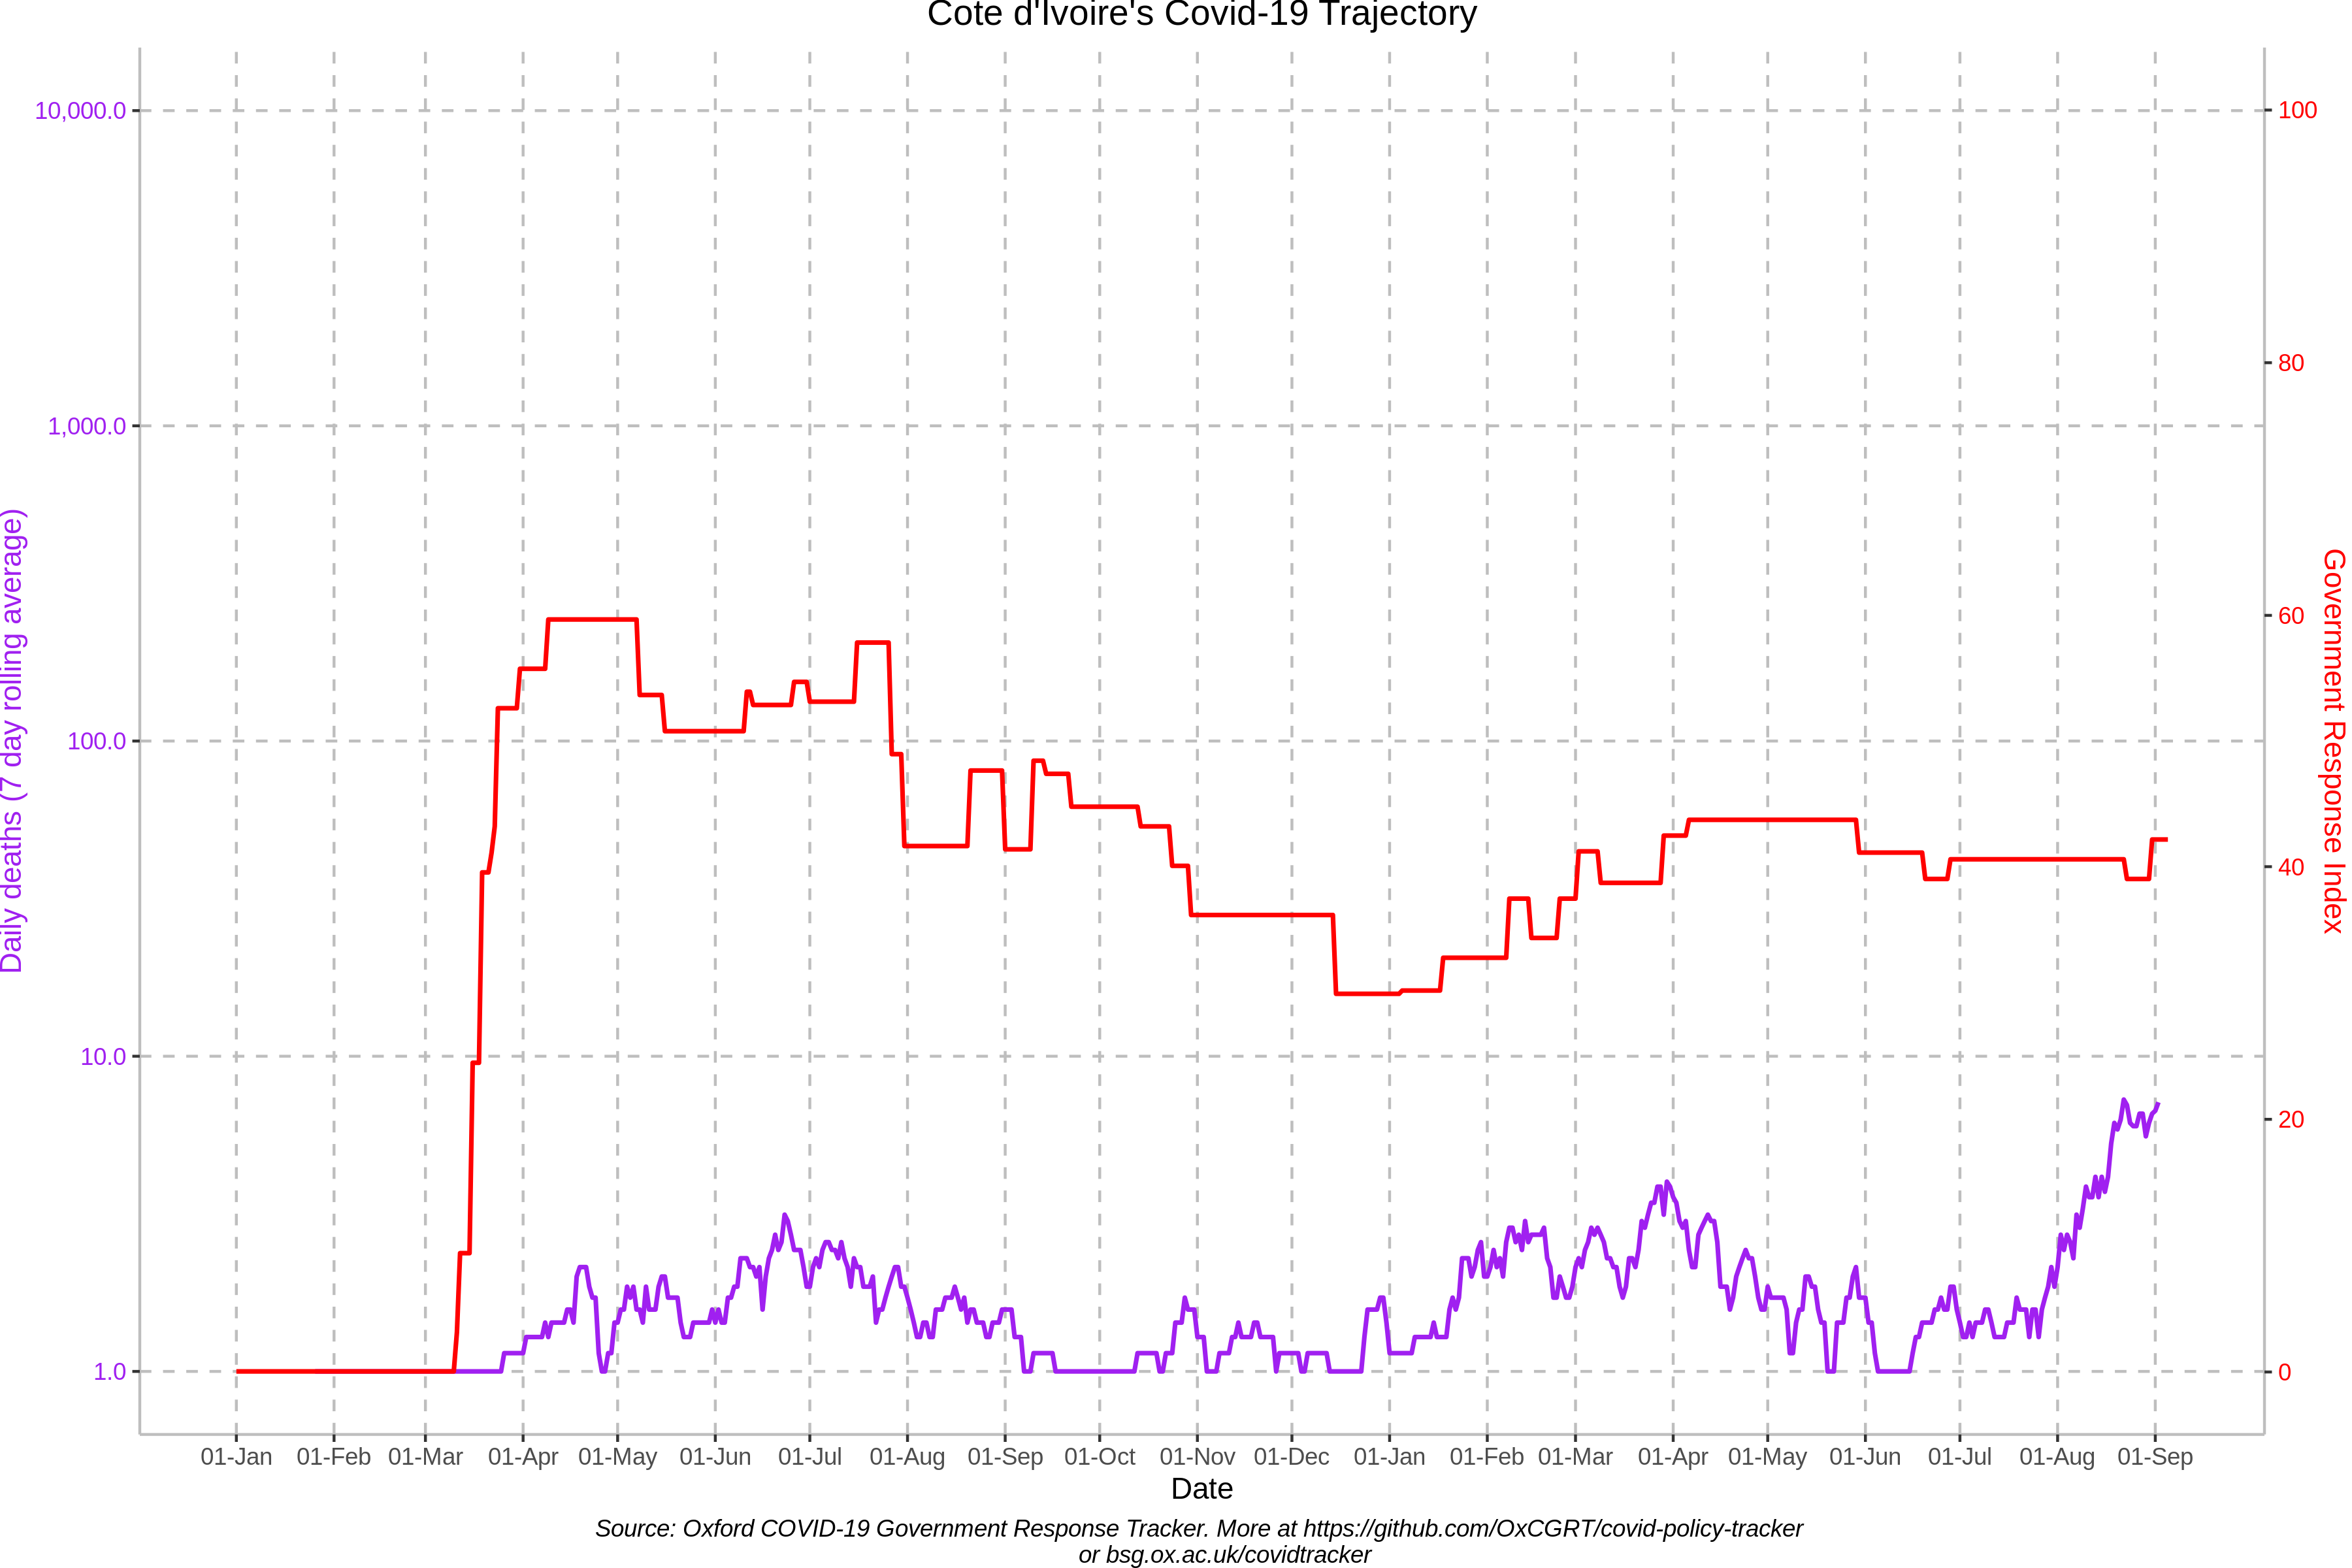 Cote d'Ivoire's Covid-19 Trajectory
10,000.0
1,000.0
100.0
10.0
1.0
Daily deaths (7 day rolling average)
100
80
60
40
20
0
Government Response Index
01-Jan 01-Feb 01-Mar 01-Apr 01-May 01-Jun 01-Jul 01-Aug 01-Sep 01-Oct 01-Nov 01-Dec 01-Jan 01-Feb 01-Mar 01-Apr 01-May 01-Jun 01-Jul 01-Aug 01-Sep
Date
Source: Oxford COVID-19 Government Response Tracker. More at https://github.com/OxCGRT/covid-policy-tracker
or bsg.ox.ac.uk/covidtracker